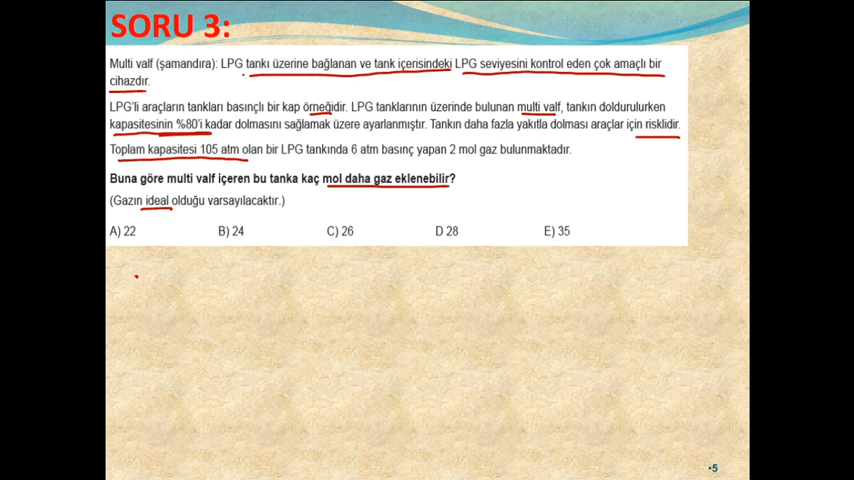 SORU 3:
Multi valf (şamandıra): LPG tankı üzerine bağlanan ve tank içerisindeki LPG seviyesini kontrol eden çok amaçlı bir
cihazdır.
LPG'li araçların tankları basınçlı bir kap örneğidir. LPG tanklarının üzerinde bulunan multi valf, tankın doldurulurken
kapasitesinin %80'i kadar dolmasını sağlamak üzere ayarlanmıştır. Tankın daha fazla yakıtla dolması araçlar için risklidir.
Toplam kapasitesi 105 atm olan bir LPG tankında 6 atm basınç yapan 2 mol gaz bulunmaktadır.
Buna göre multi valf içeren bu tanka kaç mol daha gaz eklenebilir?
(Gazın ideal olduğu varsayılacaktır.)
A) 22 B) 24 C) 26 D 28 E) 35
•5